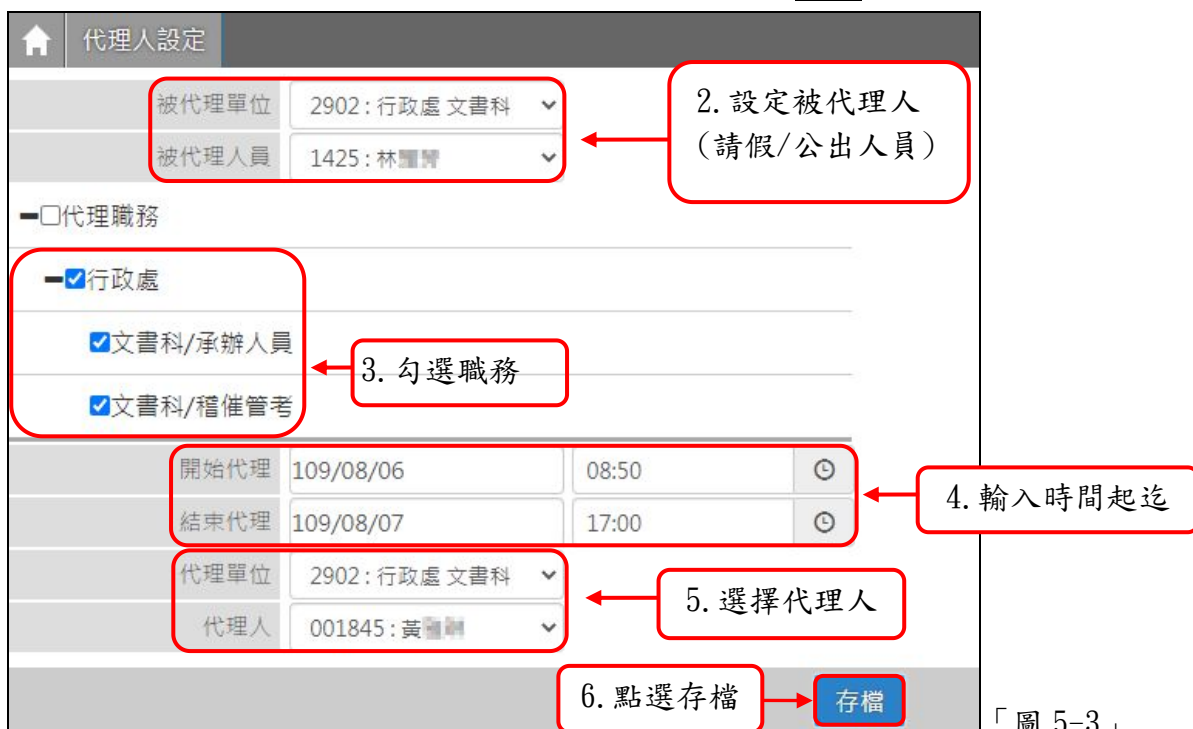 代理人設定
被代理單位 2902 : 行政處 文書科
2. 設定被代理人
(請假/公出人員)
被代理人員 1425 : 林
代理職務
行政處
文書科/承辦人員
3. 勾選職務
文書科/稽催管考
開始代理 109/08/06 08:50
4. 輸入時間起迄
結束代理 109/08/07 17:00
代理單位 2902 : 行政處 文書科
5. 選擇代理人
代理人 001845 : 黃
6. 點選存檔
存檔
「圖 5-3」